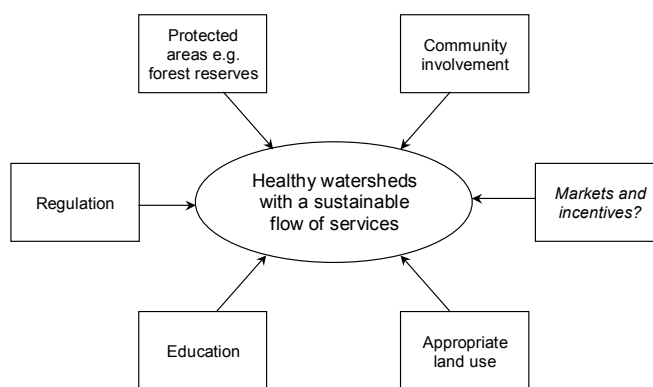 Protected
areas e.g.
forest reserves
Community
involvement
Regulation
Healthy watersheds
with a sustainable
flow of services
Markets and
incentives?
Education
Appropriate
land use